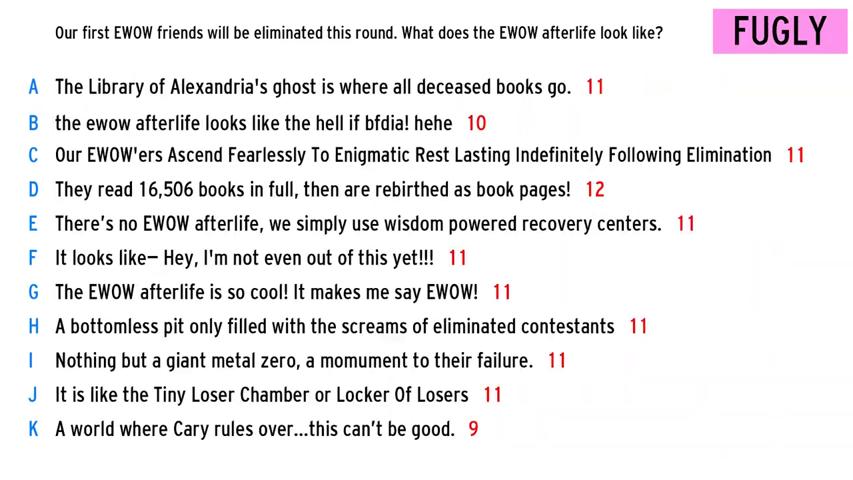 Our first EWOW friends will be eliminated this round. What does the EWOW afterlife look like?
FUGLY
A The Library of Alexandria's ghost is where all deceased books go. 11
B the ewow afterlife looks like the hell if bfdia! hehe 10
C Our EWOW'ers Ascend Fearlessly To Enigmatic Rest Lasting Indefinitely Following Elimination 11
D They read 16,506 books in full, then are rebirthed as book pages! 12
E There's no EWOW afterlife, we simply use wisdom powered recovery centers. 11
F It looks like– Hey, I'm not even out of this yet!!! 11
G The EWOW afterlife is so cool! It makes me say EWOW! 11
H A bottomless pit only filled with the screams of eliminated contestants 11
I Nothing but a giant metal zero, a momument to their failure. 11
J It is like the Tiny Loser Chamber or Locker Of Losers 11
K A world where Cary rules over...this can't be good. 9